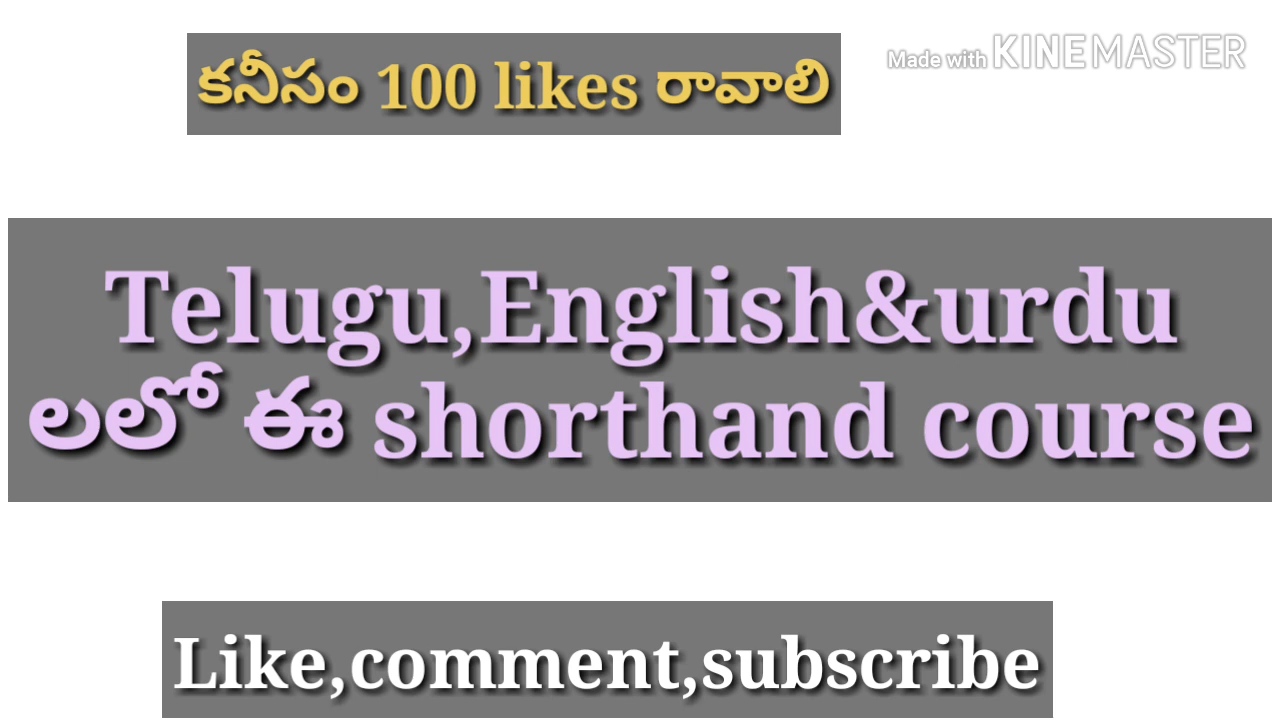 కనీసం 100 likes రావాలి
Made with KINEMASTER
Telugu,English&urdu
లలో ఈ shorthand course
Like,comment,subscribe